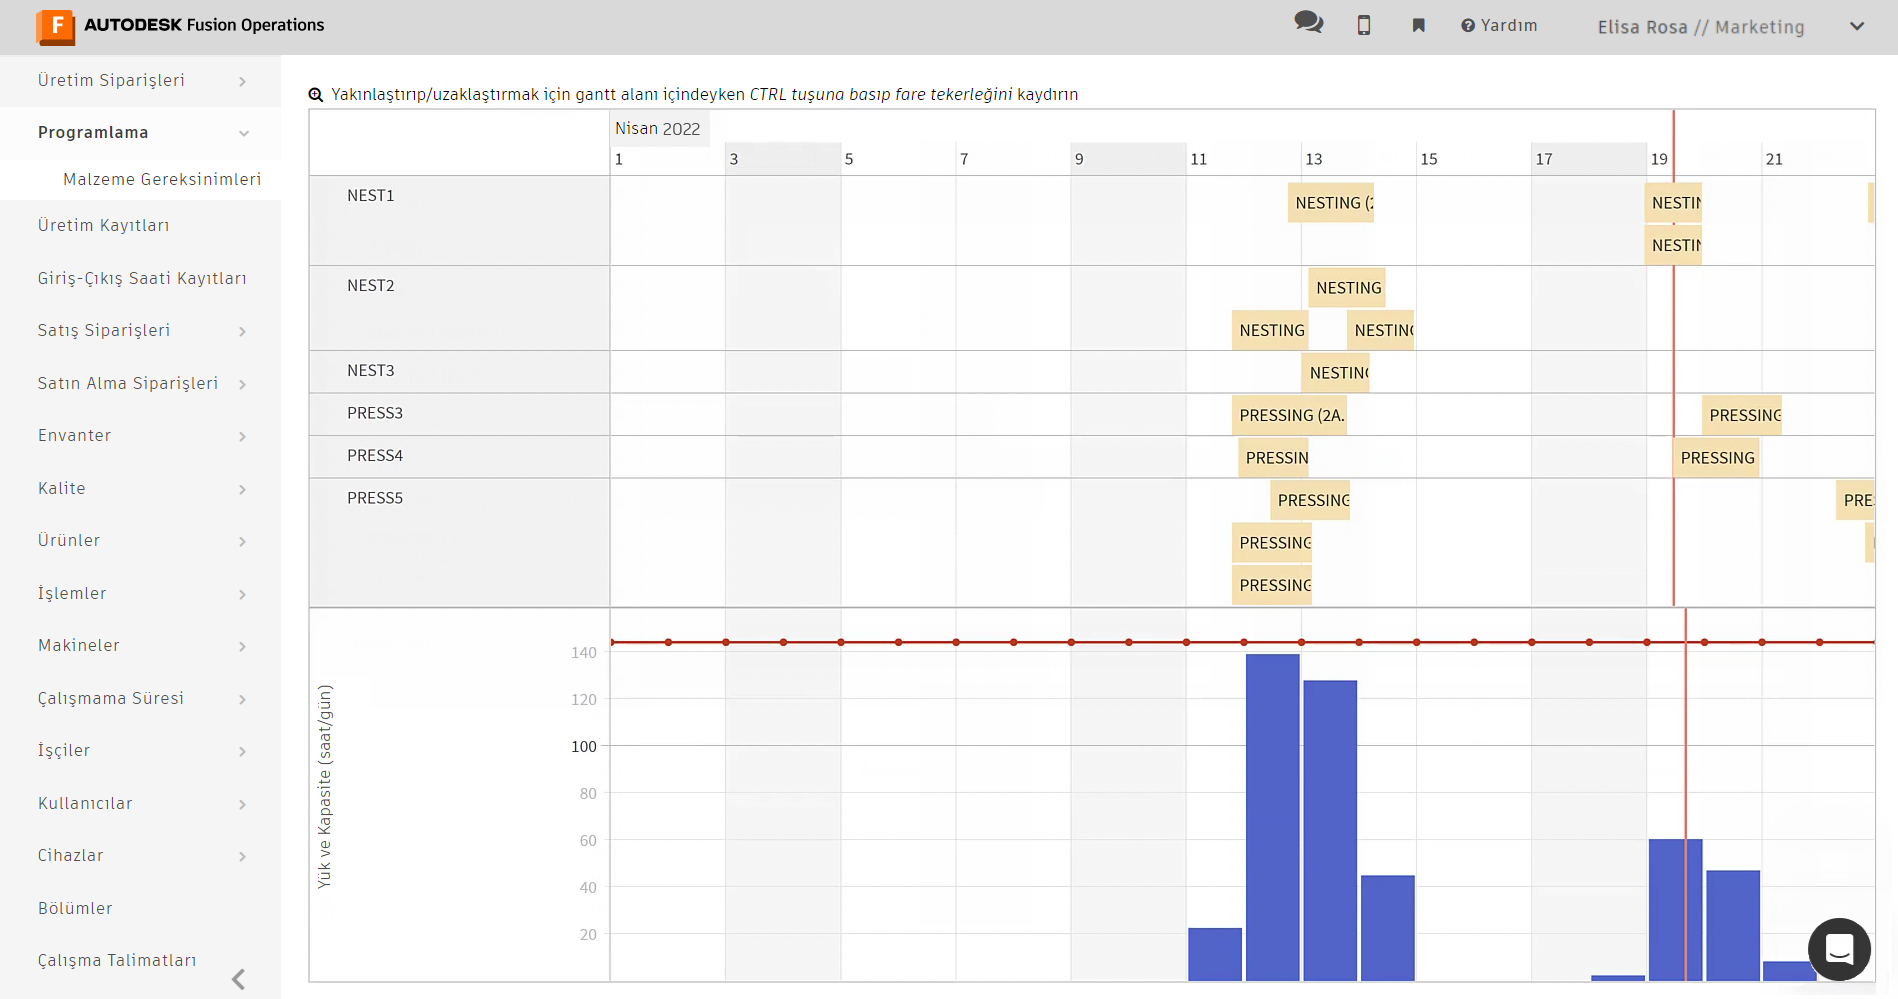 F AUTODESK Fusion Operations
Yardım
Elisa Rosa // Marketing
Üretim Siparişleri
Programlama
Malzeme Gereksinimleri
Üretim Kayıtları
Giriş-Çıkış Saati Kayıtları
Satış Siparişleri
Satın Alma Siparişleri
Envanter
Kalite
Ürünler
İşlemler
Makineler
Çalışmama Süresi
İşçiler
Kullanıcılar
Cihazlar
Bölümler
Çalışma Talimatları
Yakınlaştırıp/uzaklaştırmak için gantt alanı içindeyken CTRL tuşuna basıp fare tekerleğini kaydırın
Nisan 2022
1 3 5 7 9 11 13 15 17 19 21
NEST1
NESTING (2
NESTIN
NESTIN
NEST2
NESTING
NESTING
NESTING
NEST3
NESTING
PRESS3
PRESSING (2A.
PRESSING
PRESS4
PRESSIN
PRESSING
PRESS5
PRESSING
PRES
PRESSING
PRESSING
Yük ve Kapasite (saat/gün)
140
120
100
80
60
40
20